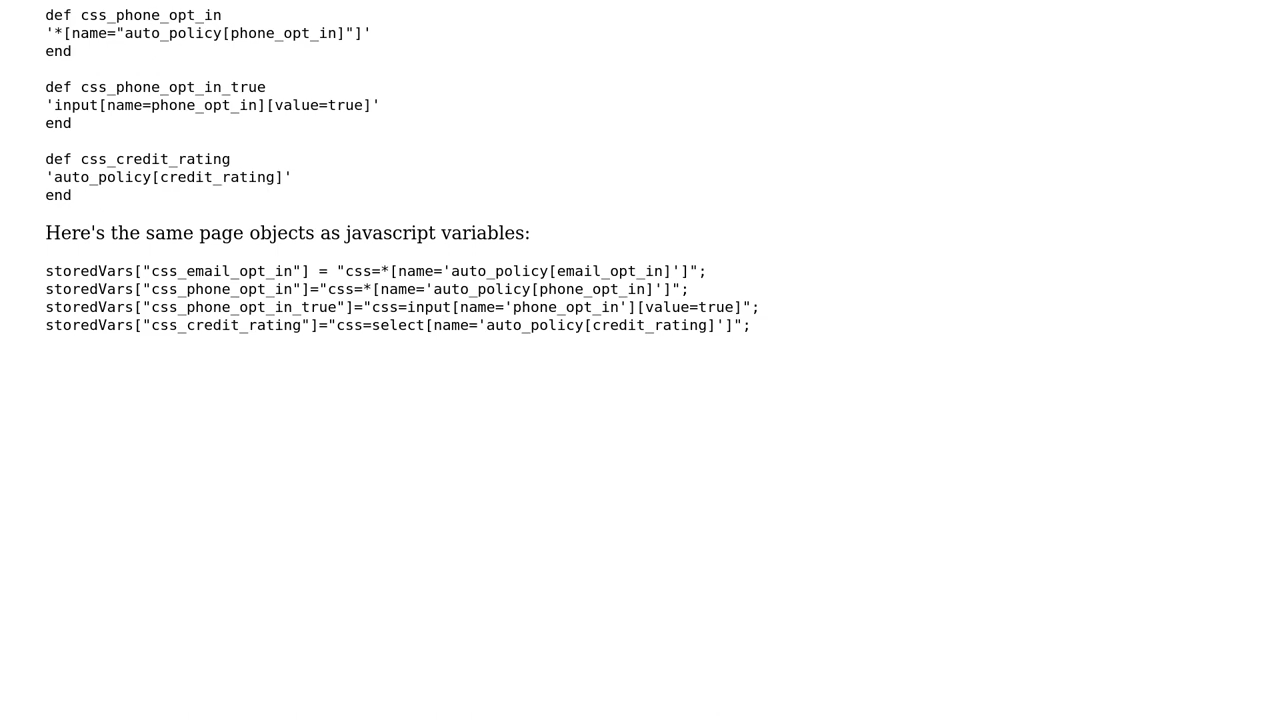 def css_phone_opt_in
'*[name="auto_policy[phone_opt_in]"]'
end
def css_phone_opt_in_true
'input[name=phone_opt_in][value=true]'
end
def css_credit_rating
'auto_policy[credit_rating]'
end
Here's the same page objects as javascript variables:
storedVars["css_email_opt_in"] = "css=*[name='auto_policy[email_opt_in]']";
storedVars["css_phone_opt_in"]="css=*[name='auto_policy[phone_opt_in]']";
storedVars["css_phone_opt_in_true"]="css=input[name='phone_opt_in'][value=true]";
storedVars["css_credit_rating"]="css=select[name='auto_policy[credit_rating]']";